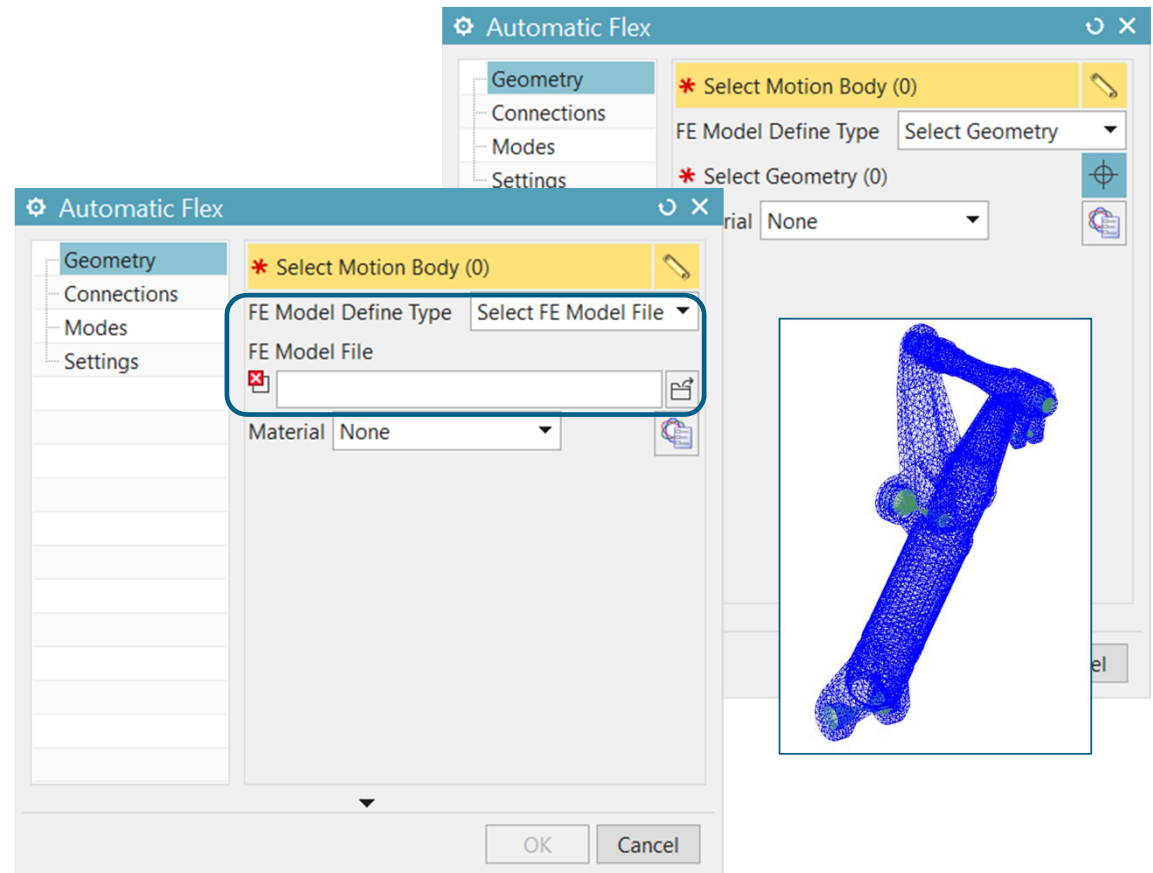 Automatic Flex
Geometry
Connections
Modes
Settings
* Select Motion Body (0)
FE Model Define Type Select Geometry
* Select Geometry (0)
rial None
el
Automatic Flex
Geometry
Connections
Modes
Settings
* Select Motion Body (0)
FE Model Define Type Select FE Model File
FE Model File
Material None
OK Cancel